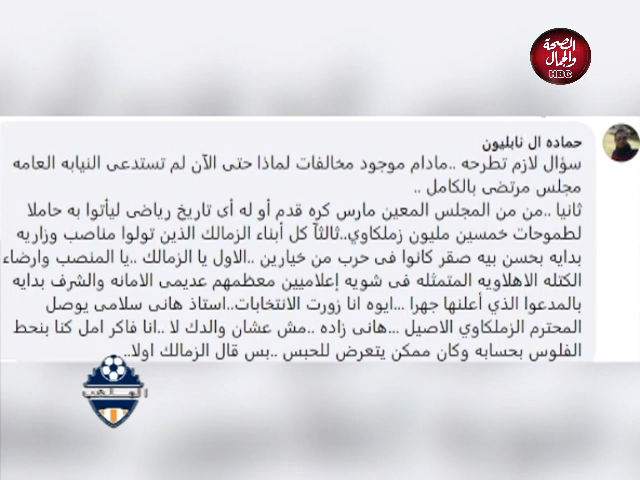 الصحة
والجمال
HBC
حماده ال نابليون
سؤال لازم تطرحه ..مادام موجود مخالفات لماذا حتى الآن لم تستدعى النيابه العامه
مجلس مرتضى بالكامل ..
ثانيا ..من من المجلس المعين مارس كره قدم أو له أى تاريخ رياضى ليأتوا به حاملا
لطموحات خمسين مليون زملكاوي..ثالثاً كل أبناء الزمالك الذين تولوا مناصب وزاريه
بدايه بحسن بيه صقر كانوا فى حرب من خيارين ..الاول يا الزمالك ..يا المنصب وارضاء
الكتله الاهلاويه المتمثله فى شويه إعلاميين معظمهم عديمى الامانه والشرف بدايه
بالمدعوا الذي أعلنها جهرا ...ايوه انا زورت الانتخابات..استاذ هانى سلامى يوصل
المحترم الزملكاوي الاصيل ...هانى زاده ..مش عشان والدك لا ..انا فاكر امل كنا بنحط
الفلوس بحسابه وكان ممكن يتعرض للحبس ..بس قال الزمالك اولا..
الملعب